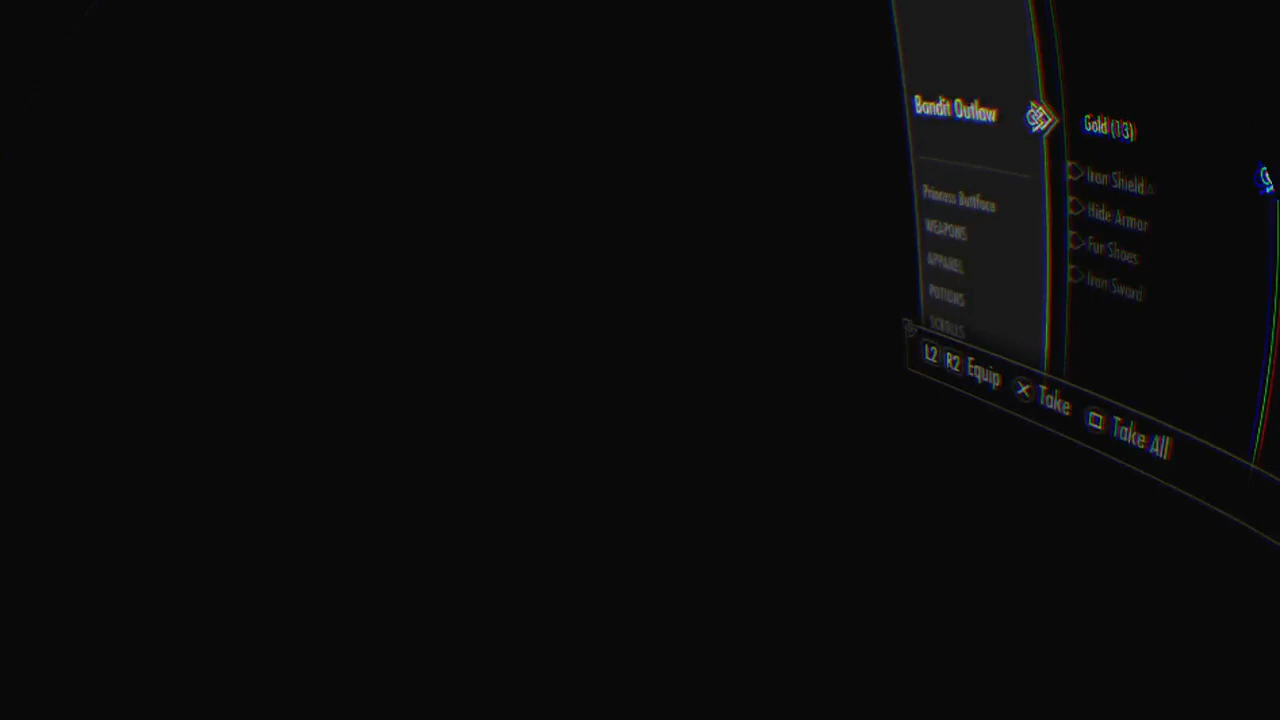 Bandit Outlaw
Princess Buttface
WEAPONS
APPAREL
POTIONS
SCROLLS
Gold (13)
Iron Shield
Hide Armor
Fur Shoes
Iron Sword
L2 R2 Equip Take Take All